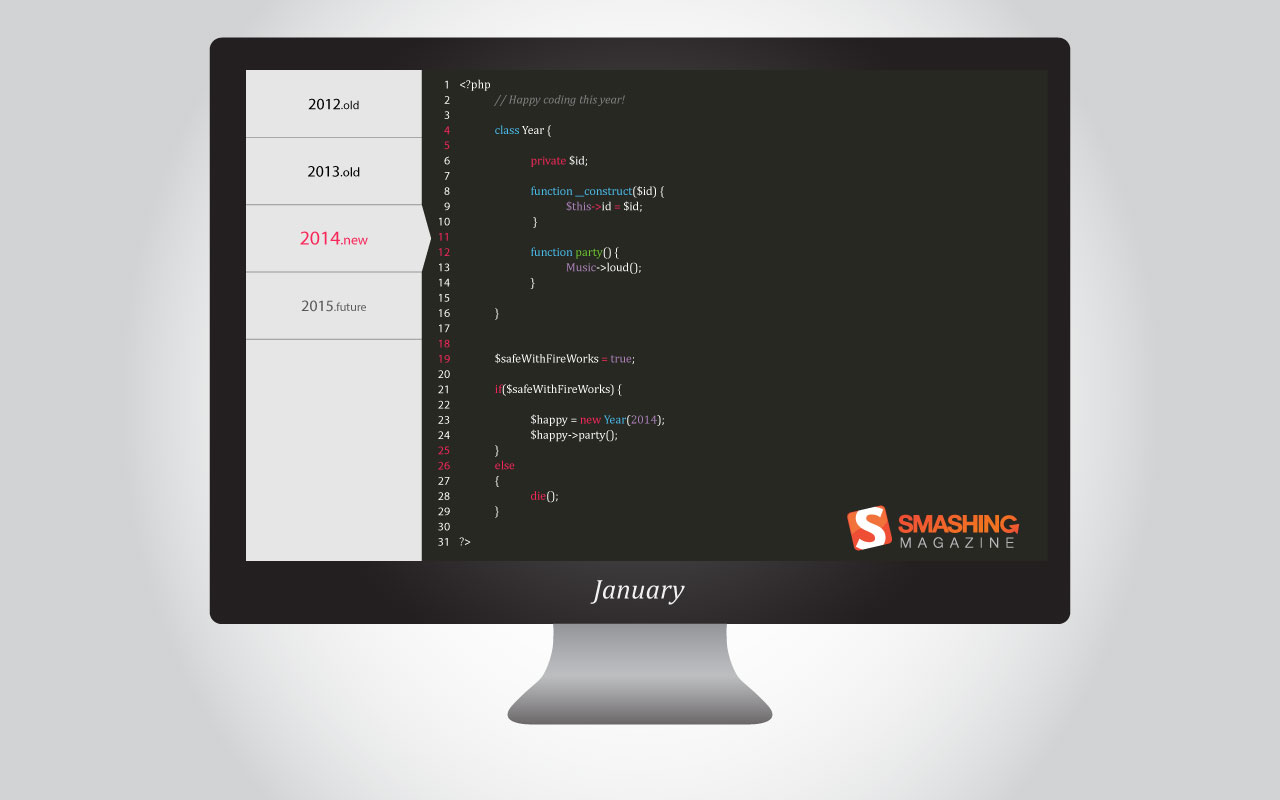 2012.old
2013.old
2014.new
2015.future
1 <?php
2 // Happy coding this year!
3
4 class Year {
5
6 private $id;
7
8 function __construct($id) {
9 $this->id = $id;
10 }
11
12 function party() {
13 Music->loud();
14 }
15
16 }
17
18
19 $safeWithFireWorks = true;
20
21 if($safeWithFireWorks) {
22
23 $happy = new Year(2014);
24 $happy->party();
25 }
26 else
27 {
28 die();
29 }
30
31 ?>
S SMASHING
MAGAZINE
January